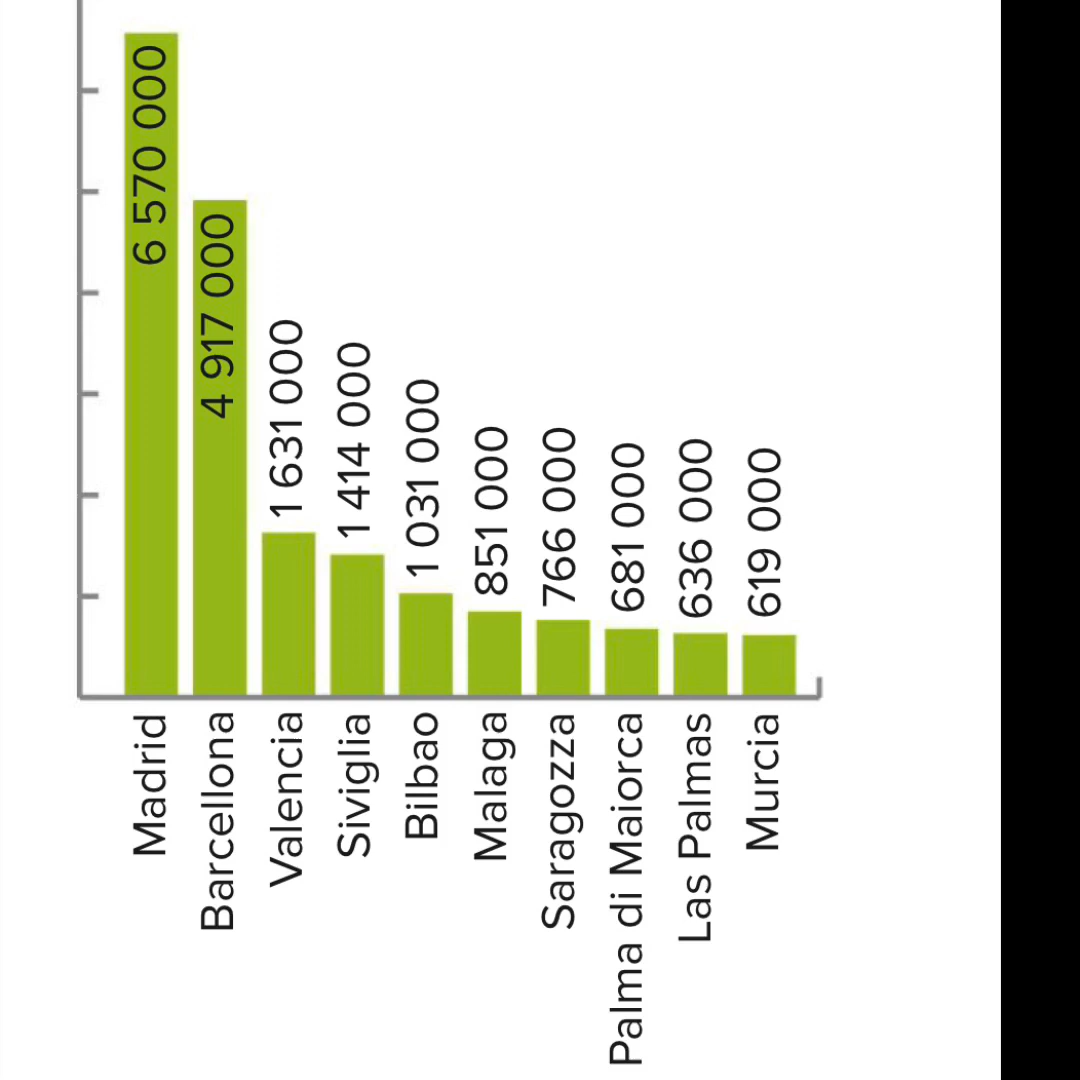 6 570 000
4 917 000
1 631 000
1 414 000
1 031 000
851 000
766 000
681 000
636 000
619 000
Madrid
Barcellona
Valencia
Siviglia
Bilbao
Malaga
Saragozza
Palma di Maiorca
Las Palmas
Murcia